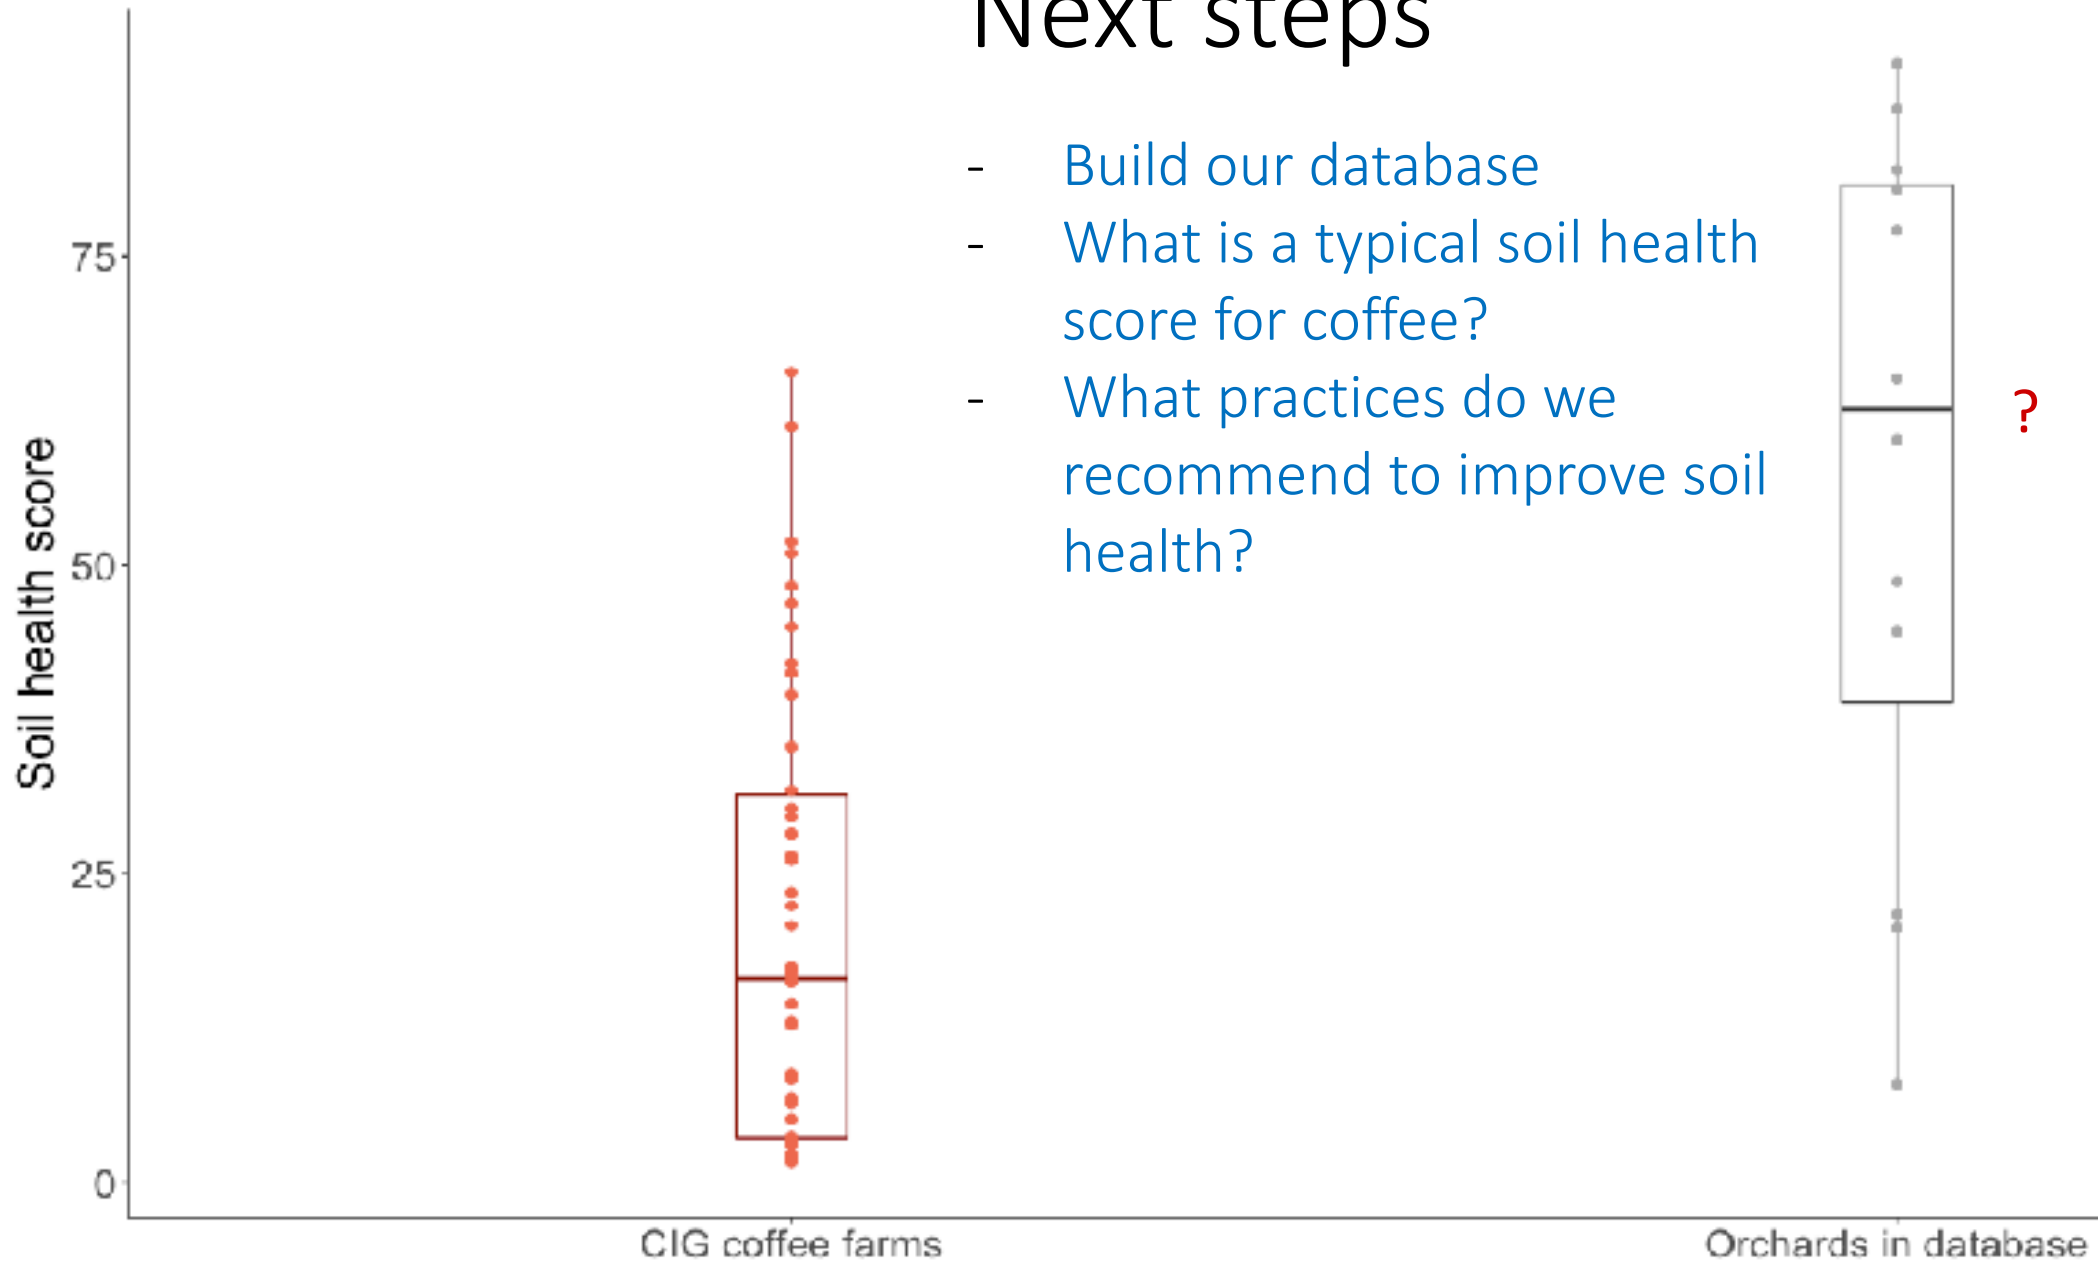 Next steps
- Build our database
- What is a typical soil health
score for coffee?
- What practices do we
recommend to improve soil
health?
?
Soil health score
75
50
25
0
CIG coffee farms
Orchards in database